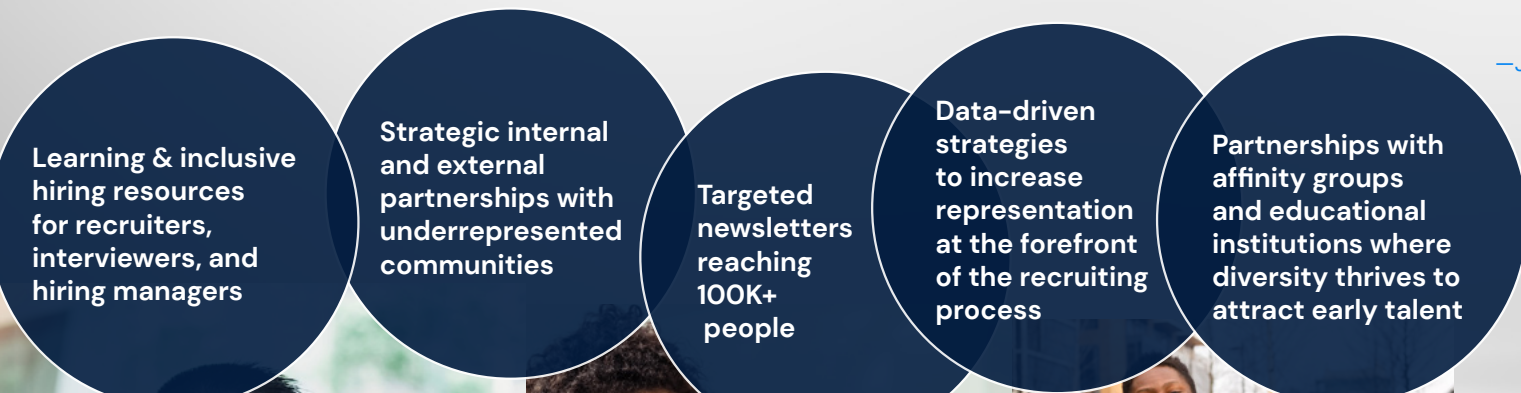 Learning & inclusive
hiring resources
for recruiters,
interviewers, and
hiring managers
Strategic internal
and external
partnerships with
underrepresented
communities
Targeted
newsletters
reaching
100K+
people
Data-driven
strategies
to increase
representation
at the forefront
of the recruiting
process
Partnerships with
affinity groups
and educational
institutions where
diversity thrives to
attract early talent